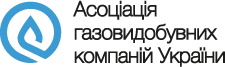 Асоціація
газовидобувних
компаній України